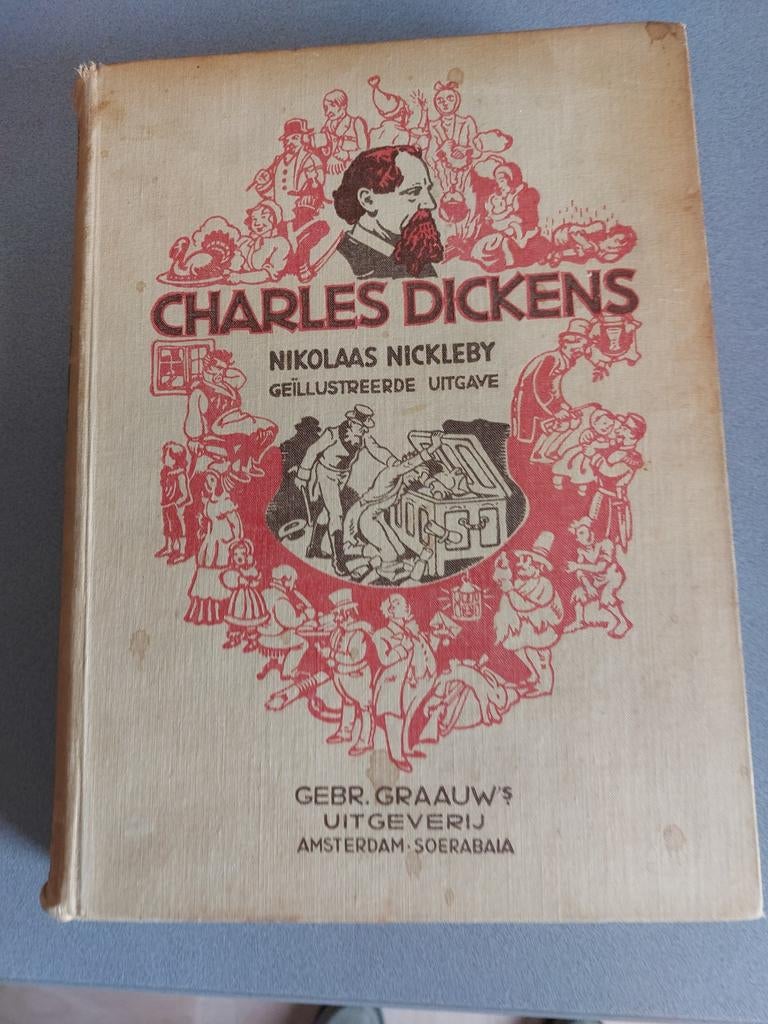 CHARLES DICKENS
NIKOLAAS NICKLEBY
GEÏLLUSTREERDE UITGAVE
GEBR. GRAAUW'S
UITGEVERIJ
AMSTERDAM · SOERABAIA